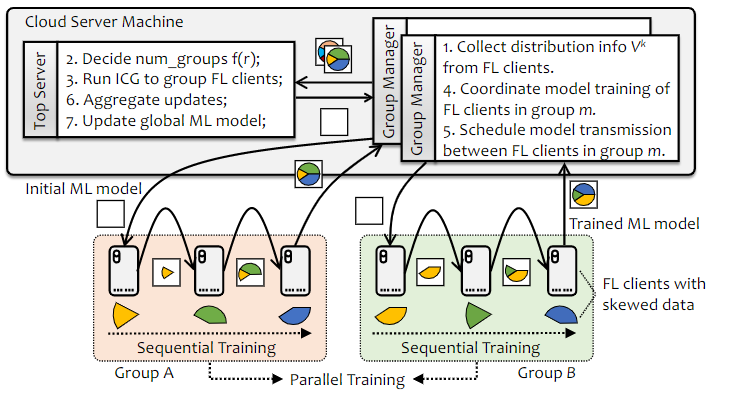 Cloud Server Machine
Top Server
2. Decide num_groups f(r);
3. Run ICG to group FL clients;
6. Aggregate updates;
7. Update global ML model;
Group Manager
Group Manager
1. Collect distribution info Vᵏ
from FL clients.
4. Coordinate model training of
FL clients in group m.
5. Schedule model transmission
between FL clients in group m.
Initial ML model
Trained ML model
FL clients with
skewed data
Sequential Training
Sequential Training
Group A
Parallel Training
Group B